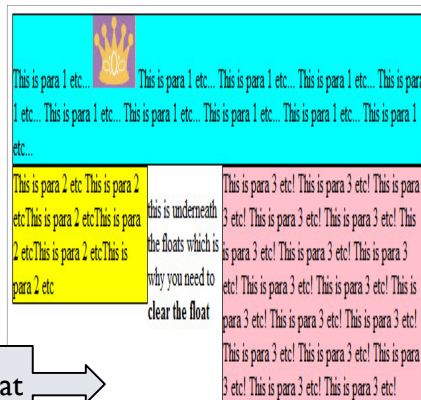 This is para 1 etc... This is para 1 etc... This is para 1 etc... This is para 1 etc... This is para
1 etc... This is para 1 etc... This is para 1 etc... This is para 1 etc... This is para 1 etc... This is para 1
etc...
This is para 2 etc This is para 2
etcThis is para 2 etcThis is para
2 etcThis is para 2 etcThis is
para 2 etc
this is underneath
the floats which is
why you need to
clear the float
This is para 3 etc! This is para 3 etc! This is para
3 etc! This is para 3 etc! This is para 3 etc! This
is para 3 etc! This is para 3 etc! This is para 3
etc! This is para 3 etc! This is para 3 etc! This is
para 3 etc! This is para 3 etc! This is para 3 etc!
This is para 3 etc! This is para 3 etc! This is para
3 etc! This is para 3 etc! This is para 3 etc!
at